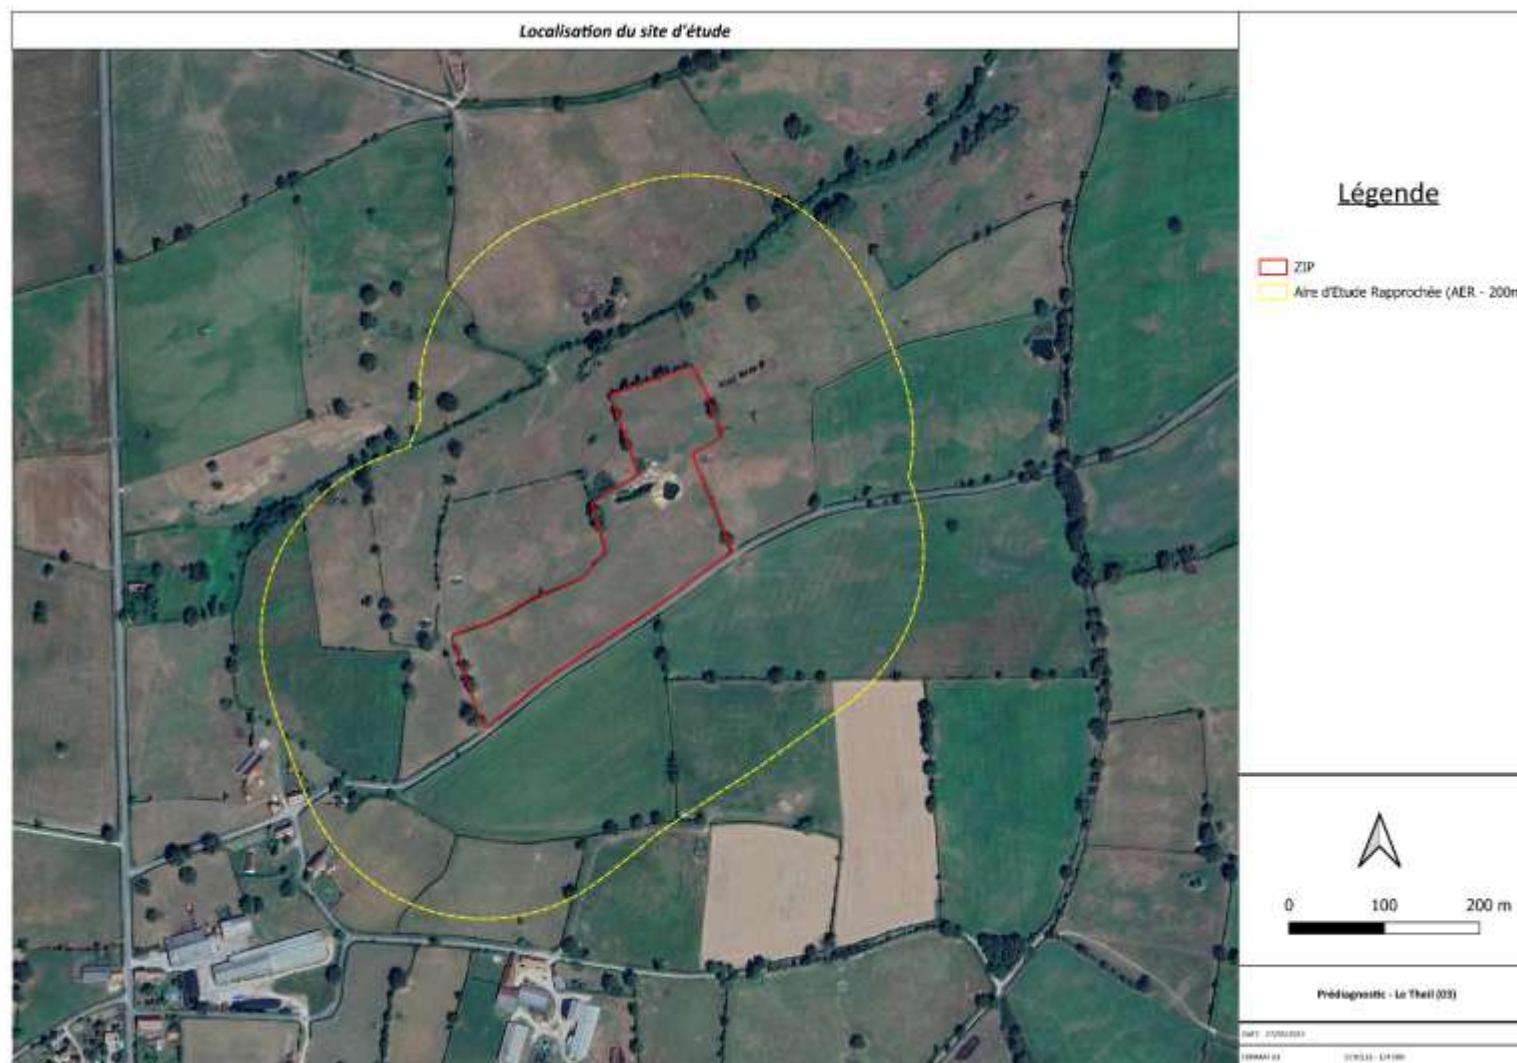 Localisation du site d'étude
Légende
ZIP
Aire d'Etude Rapprochée (AER - 200m
0 100 200 m
Prédiagnostic - Le Theil (03)